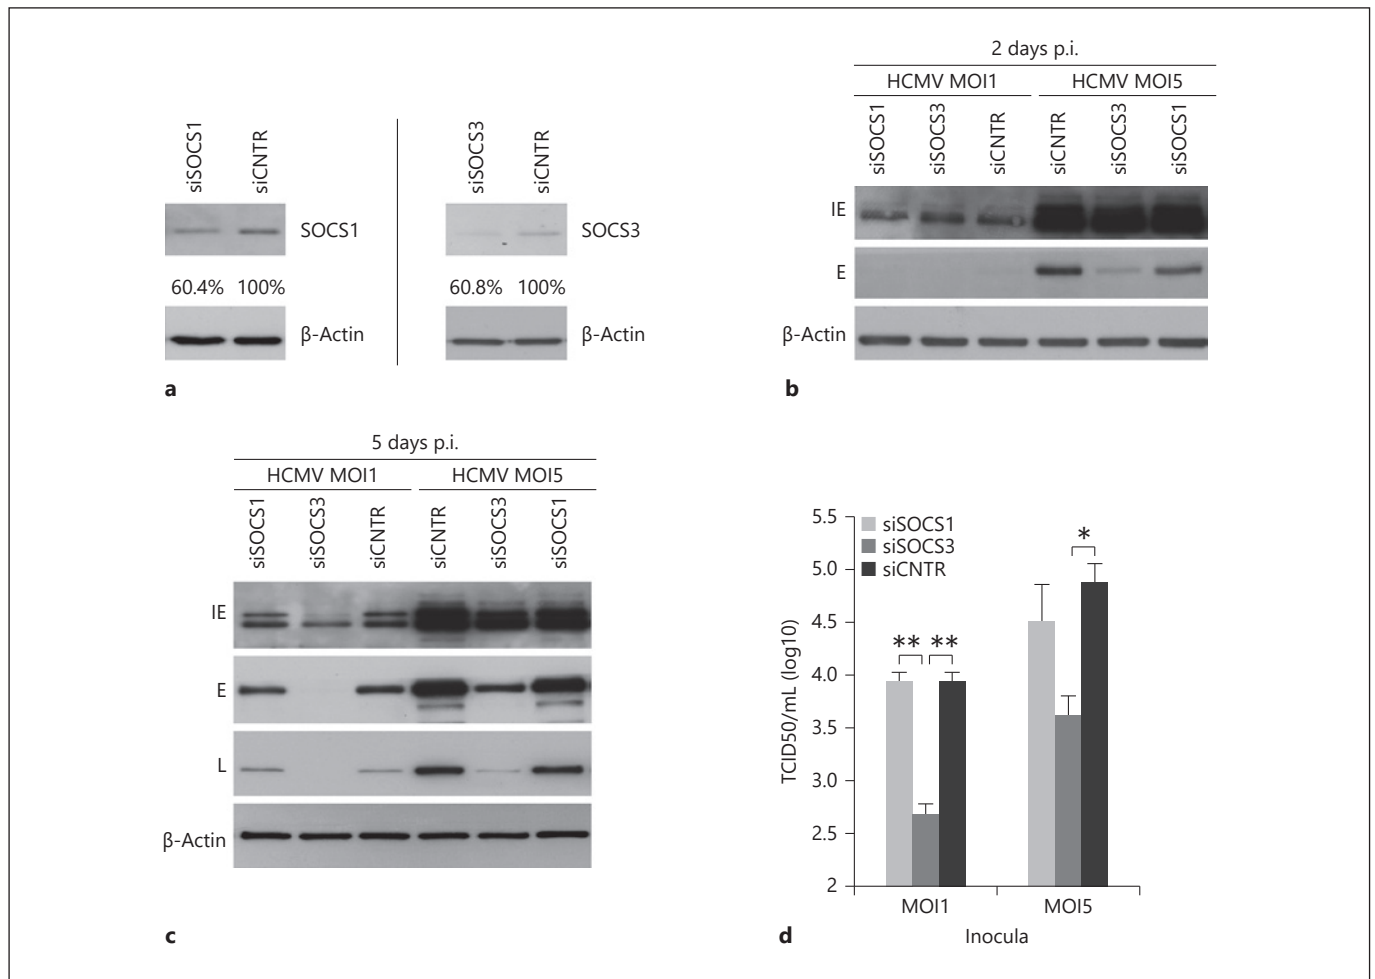 siSOCS1
siCNTR
SOCS1
60.4% 100%
β-Actin
siSOCS3
siCNTR
SOCS3
60.8% 100%
β-Actin
a
2 days p.i.
HCMV MOI1 HCMV MOI5
siSOCS1
siSOCS3
siCNTR
siCNTR
siSOCS3
siSOCS1
IE
E
β-Actin
b
5 days p.i.
HCMV MOI1 HCMV MOI5
siSOCS1
siSOCS3
siCNTR
siCNTR
siSOCS3
siSOCS1
IE
E
L
β-Actin
c
TCID50/mL (log10)
5.5
5.0
4.5
4.0
3.5
3.0
2.5
2
siSOCS1
siSOCS3
siCNTR
** **
*
MOI1 MOI5
Inocula
d